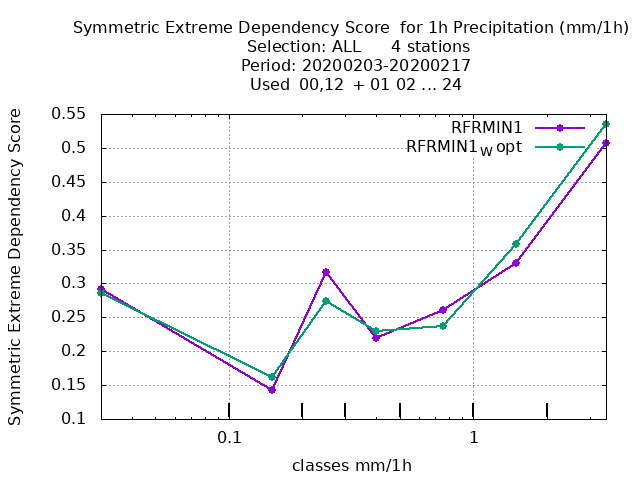 Symmetric Extreme Dependency Score  for 1h Precipitation (mm/1h)
Selection: ALL      4 stations
Period: 20200203-20200217
Used  00,12  + 01 02 ... 24
Symmetric Extreme Dependency Score
0.55
0.5
0.45
0.4
0.35
0.3
0.25
0.2
0.15
0.1
RFRMIN1
RFRMIN1_W opt
0.1
1
classes mm/1h